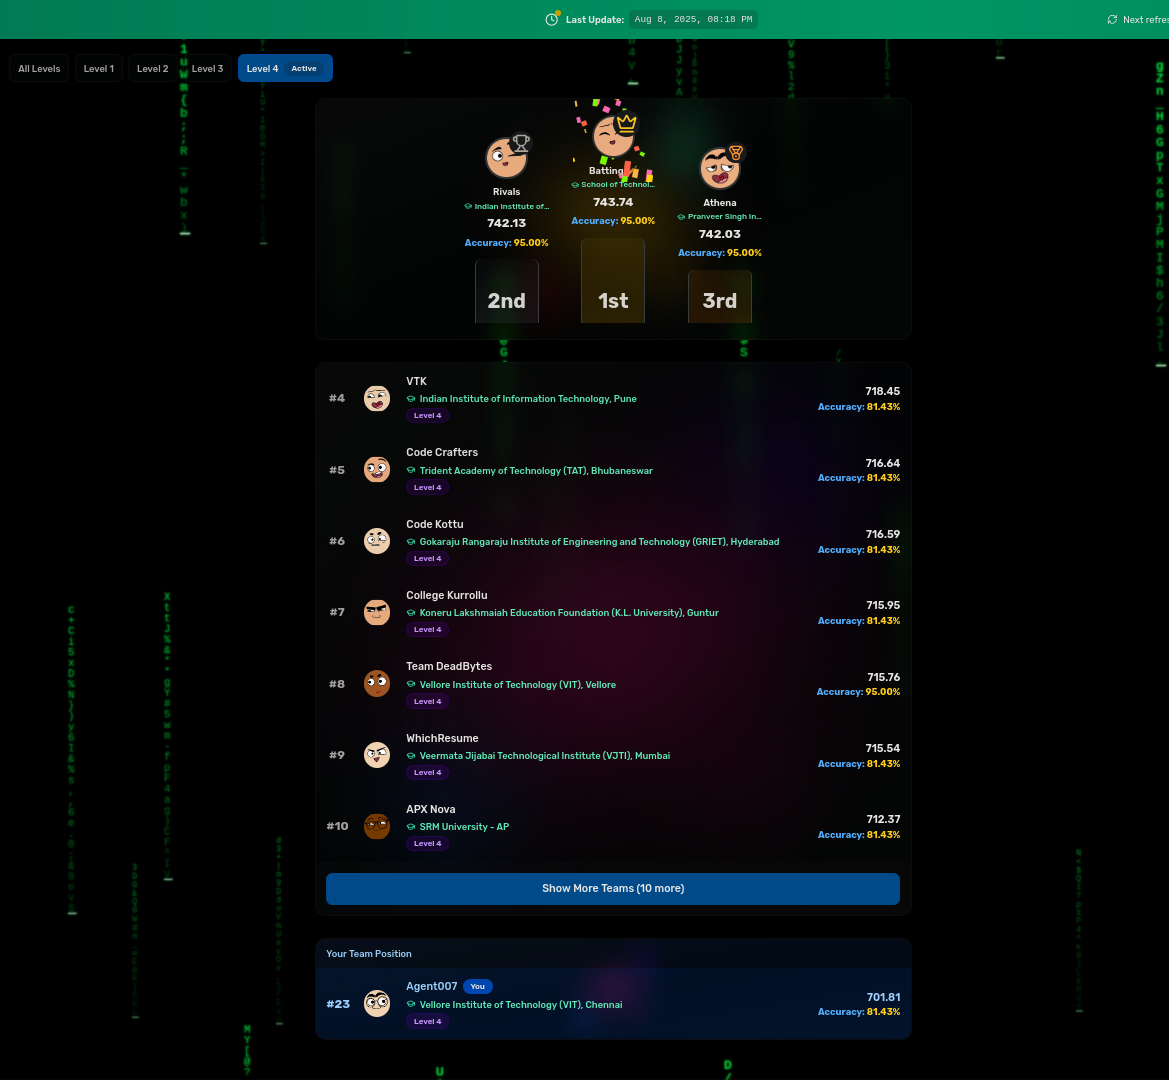 Last Update: Aug 8, 2025, 08:18 PM
Next refres
All Levels
Level 1
Level 2
Level 3
Level 4 Active
Rivals
Indian Institute of...
742.13
Accuracy: 95.00%
2nd
Batting
School of Technol...
743.74
Accuracy: 95.00%
1st
Athena
Pranveer Singh In...
742.03
Accuracy: 95.00%
3rd
#4
VTK
Indian Institute of Information Technology, Pune
Level 4
718.45
Accuracy: 81.43%
#5
Code Crafters
Trident Academy of Technology (TAT), Bhubaneswar
Level 4
716.64
Accuracy: 81.43%
#6
Code Kottu
Gokaraju Rangaraju Institute of Engineering and Technology (GRIET), Hyderabad
Level 4
716.59
Accuracy: 81.43%
#7
College Kurrollu
Koneru Lakshmaiah Education Foundation (K.L. University), Guntur
Level 4
715.95
Accuracy: 81.43%
#8
Team DeadBytes
Vellore Institute of Technology (VIT), Vellore
Level 4
715.76
Accuracy: 95.00%
#9
WhichResume
Veermata Jijabai Technological Institute (VJTI), Mumbai
Level 4
715.54
Accuracy: 81.43%
#10
APX Nova
SRM University - AP
Level 4
712.37
Accuracy: 81.43%
Show More Teams (10 more)
Your Team Position
#23
Agent007 You
Vellore Institute of Technology (VIT), Chennai
Level 4
701.81
Accuracy: 81.43%